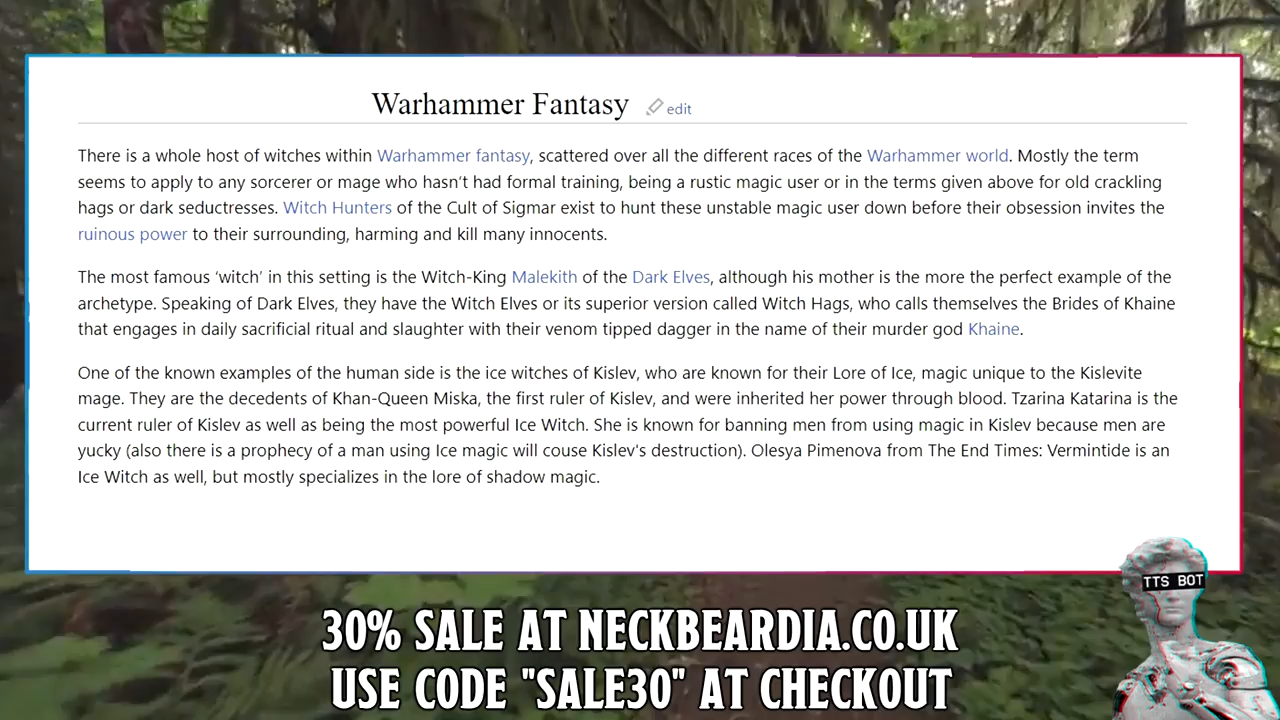 Warhammer Fantasy edit
There is a whole host of witches within Warhammer fantasy, scattered over all the different races of the Warhammer world. Mostly the term
seems to apply to any sorcerer or mage who hasn't had formal training, being a rustic magic user or in the terms given above for old crackling
hags or dark seductresses. Witch Hunters of the Cult of Sigmar exist to hunt these unstable magic user down before their obsession invites the
ruinous power to their surrounding, harming and kill many innocents.
The most famous ‘witch’ in this setting is the Witch-King Malekith of the Dark Elves, although his mother is the more the perfect example of the
archetype. Speaking of Dark Elves, they have the Witch Elves or its superior version called Witch Hags, who calls themselves the Brides of Khaine
that engages in daily sacrificial ritual and slaughter with their venom tipped dagger in the name of their murder god Khaine.
One of the known examples of the human side is the ice witches of Kislev, who are known for their Lore of Ice, magic unique to the Kislevite
mage. They are the decedents of Khan-Queen Miska, the first ruler of Kislev, and were inherited her power through blood. Tzarina Katarina is the
current ruler of Kislev as well as being the most powerful Ice Witch. She is known for banning men from using magic in Kislev because men are
yucky (also there is a prophecy of a man using Ice magic will couse Kislev's destruction). Olesya Pimenova from The End Times: Vermintide is an
Ice Witch as well, but mostly specializes in the lore of shadow magic.
TTS BOT
30% SALE AT NECKBEARDIA.CO.UK
USE CODE "SALE30" AT CHECKOUT